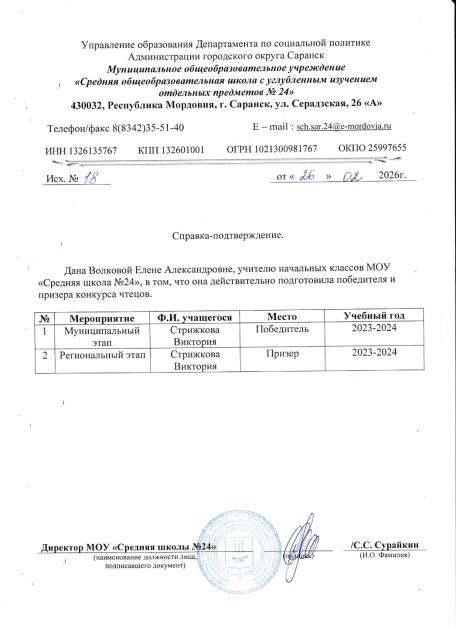 Управление образования Департамента по социальной политике
Администрации городского округа Саранск
Муниципальное общеобразовательное учреждение
«Средняя общеобразовательная школа с углубленным изучением
отдельных предметов № 24»
430032, Республика Мордовия, г. Саранск, ул. Серадзская, 26 «А»
Телефон/факс 8(8342)35-51-40 E – mail : sch.sar.24@e-mordovia.ru
ИНН 1326135767 КПП 132601001 ОГРН 1021300981767 ОКПО 25997655
Исх. № 18 от « 26 » 02 2026г.
Справка-подтверждение.
Дана Волковой Елене Александровне, учителю начальных классов МОУ
«Средняя школа №24», в том, что она действительно подготовила победителя и
призера конкурса чтецов.
№ Мероприятие Ф.И. учащегося Место Учебный год
1 Муниципальный этап Стрижкова Виктория Победитель 2023-2024
2 Региональный этап Стрижкова Виктория Призер 2023-2024
Директор МОУ «Средняя школы №24» /С.С. Сурайкин
(наименование должности лица, (подпись) (И.О. Фамилия)
подписавшего документ)